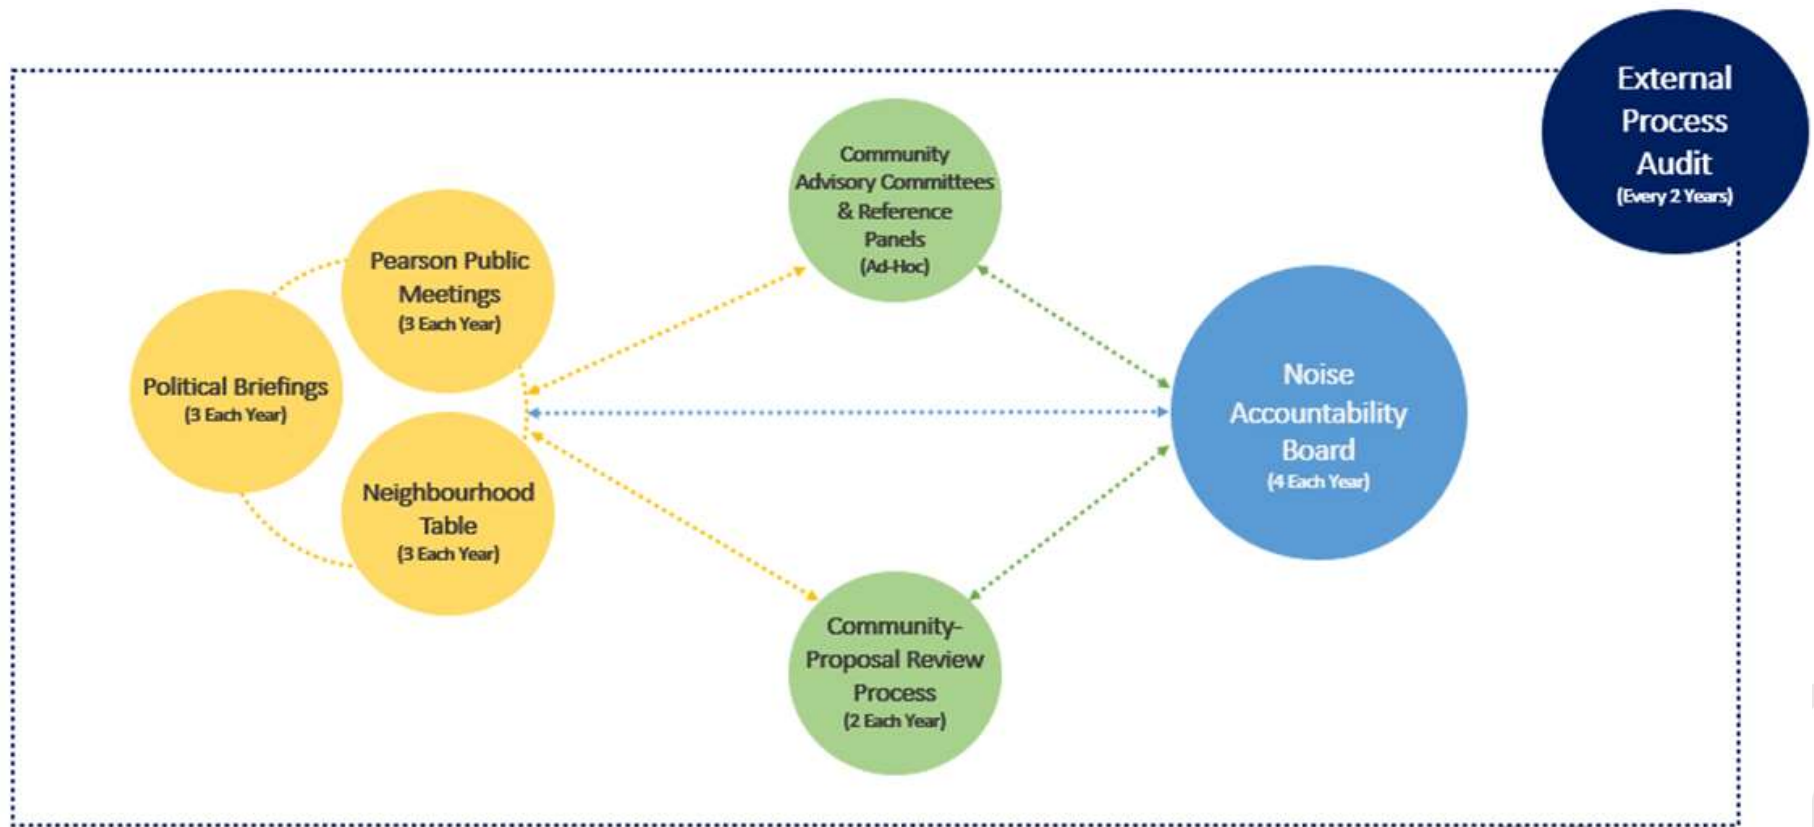 External
Process
Audit
(Every 2 Years)
Community
Advisory Committees
& Reference
Panels
(Ad-Hoc)
Pearson Public
Meetings
(3 Each Year)
Political Briefings
(3 Each Year)
Neighbourhood
Table
(3 Each Year)
Noise
Accountability
Board
(4 Each Year)
Community-
Proposal Review
Process
(2 Each Year)